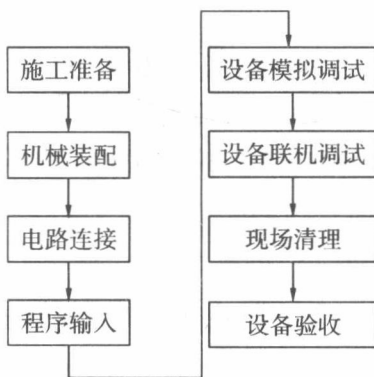 施工准备
机械装配
电路连接
程序输入
设备模拟调试
设备联机调试
现场清理
设备验收